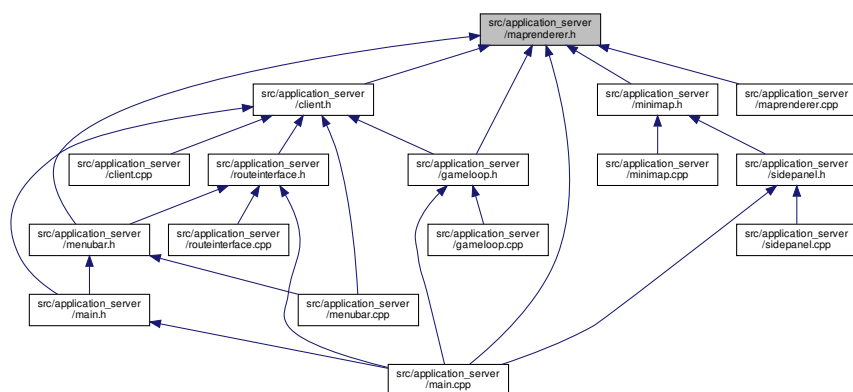 src/application_server
/maprenderer.h
src/application_server
/client.h
src/application_server
/minimap.h
src/application_server
/maprenderer.cpp
src/application_server
/client.cpp
src/application_server
/routeinterface.h
src/application_server
/gameloop.h
src/application_server
/minimap.cpp
src/application_server
/sidepanel.h
src/application_server
/menubar.h
src/application_server
/routeinterface.cpp
src/application_server
/gameloop.cpp
src/application_server
/sidepanel.cpp
src/application_server
/main.h
src/application_server
/menubar.cpp
src/application_server
/main.cpp